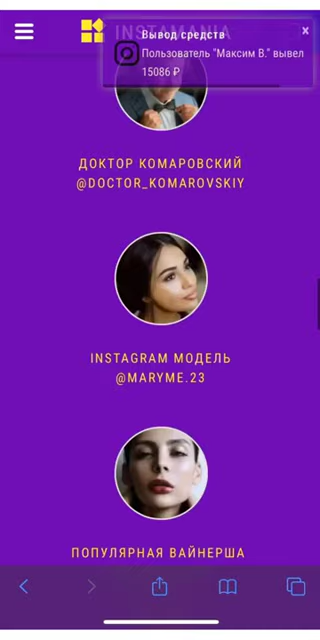 INSTAMANIA
Вывод средств
x
Пользователь "Максим В." вывел
15086 ₽
ДОКТОР КОМАРОВСКИЙ
@DOCTOR_KOMAROVSKIY
INSTAGRAM МОДЕЛЬ
@MARYME.23
ПОПУЛЯРНАЯ ВАЙНЕРША